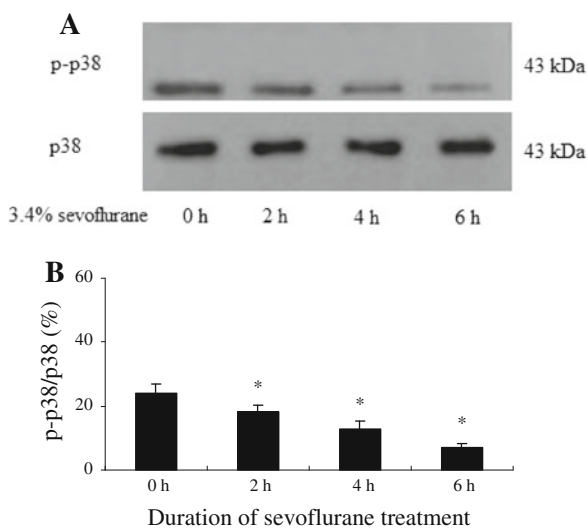 A
p-p38 43 kDa
p38 43 kDa
3.4% sevoflurane 0 h 2 h 4 h 6 h
B
p-p38/p38 (%)
60
40
20
0
* * *
0 h 2 h 4 h 6 h
Duration of sevoflurane treatment